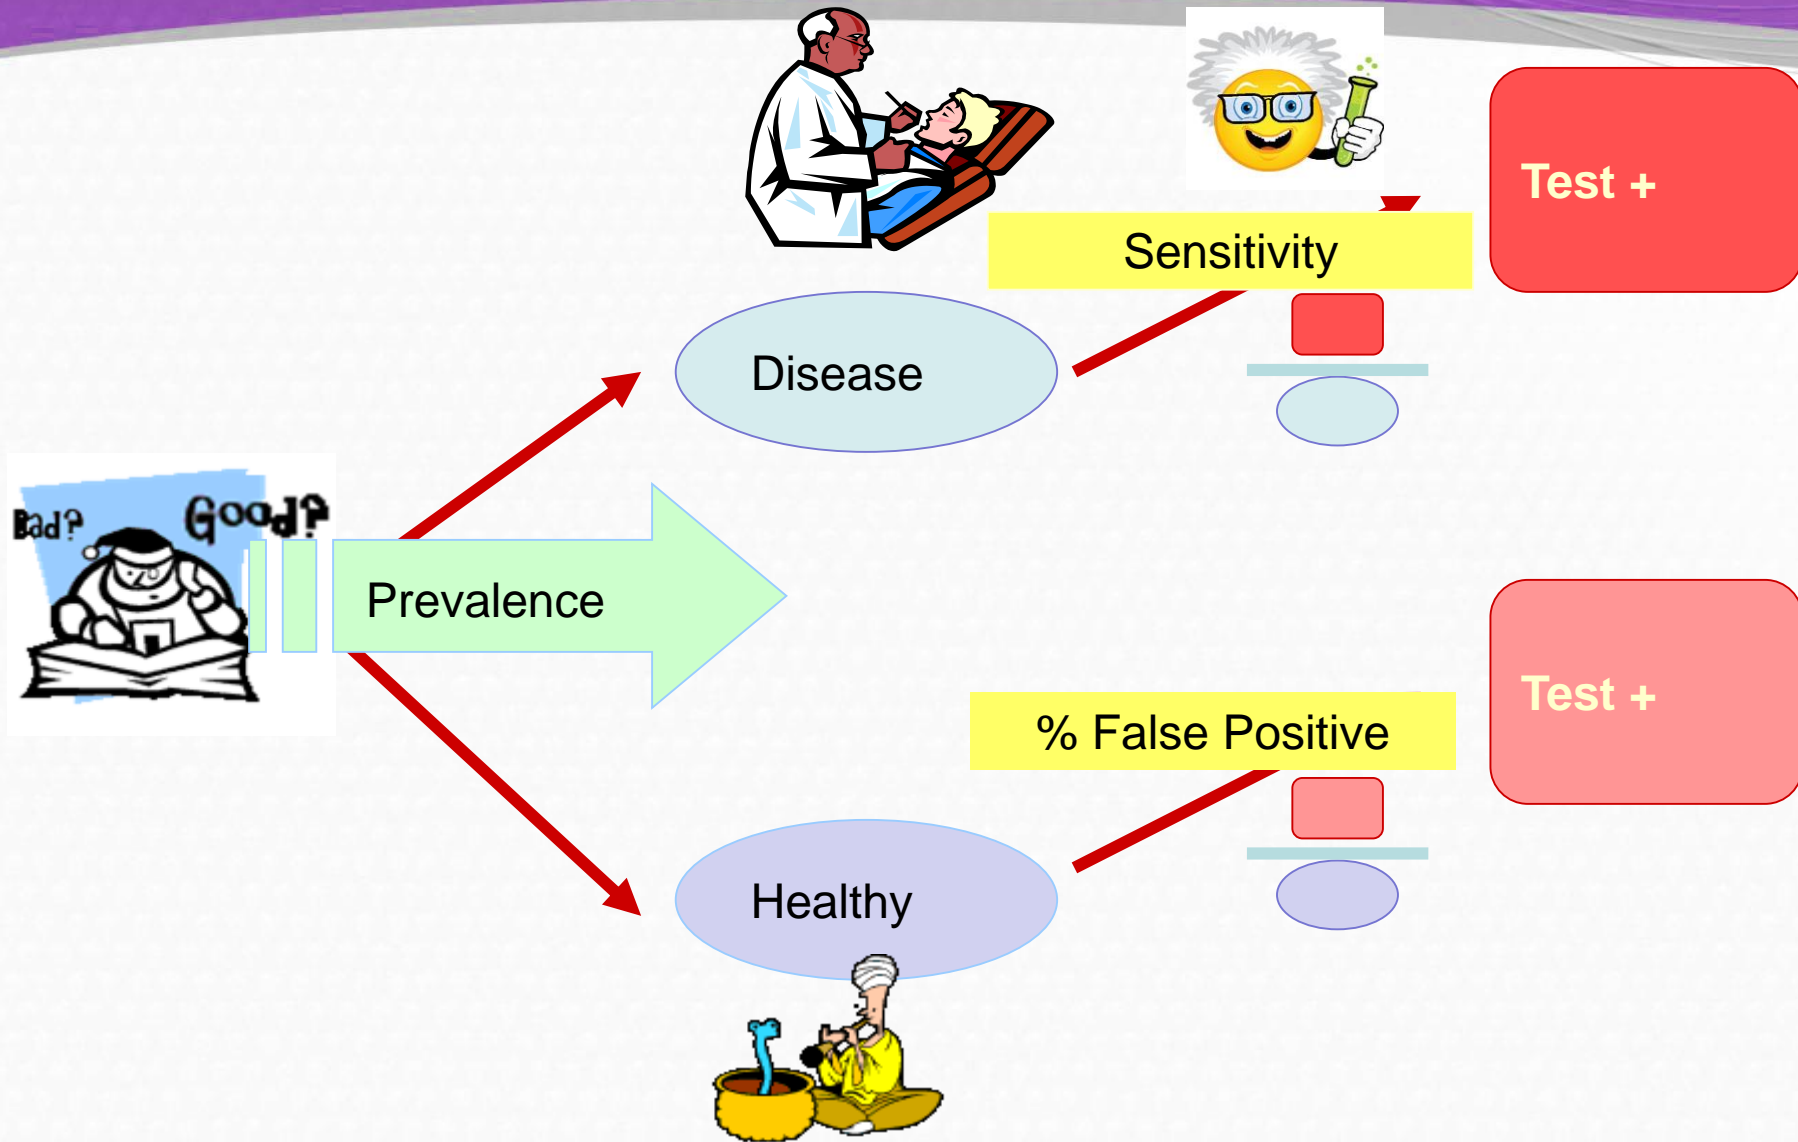 Test +
Sensitivity
Disease
Bad?
Good?
Prevalence
Test +
% False Positive
Healthy